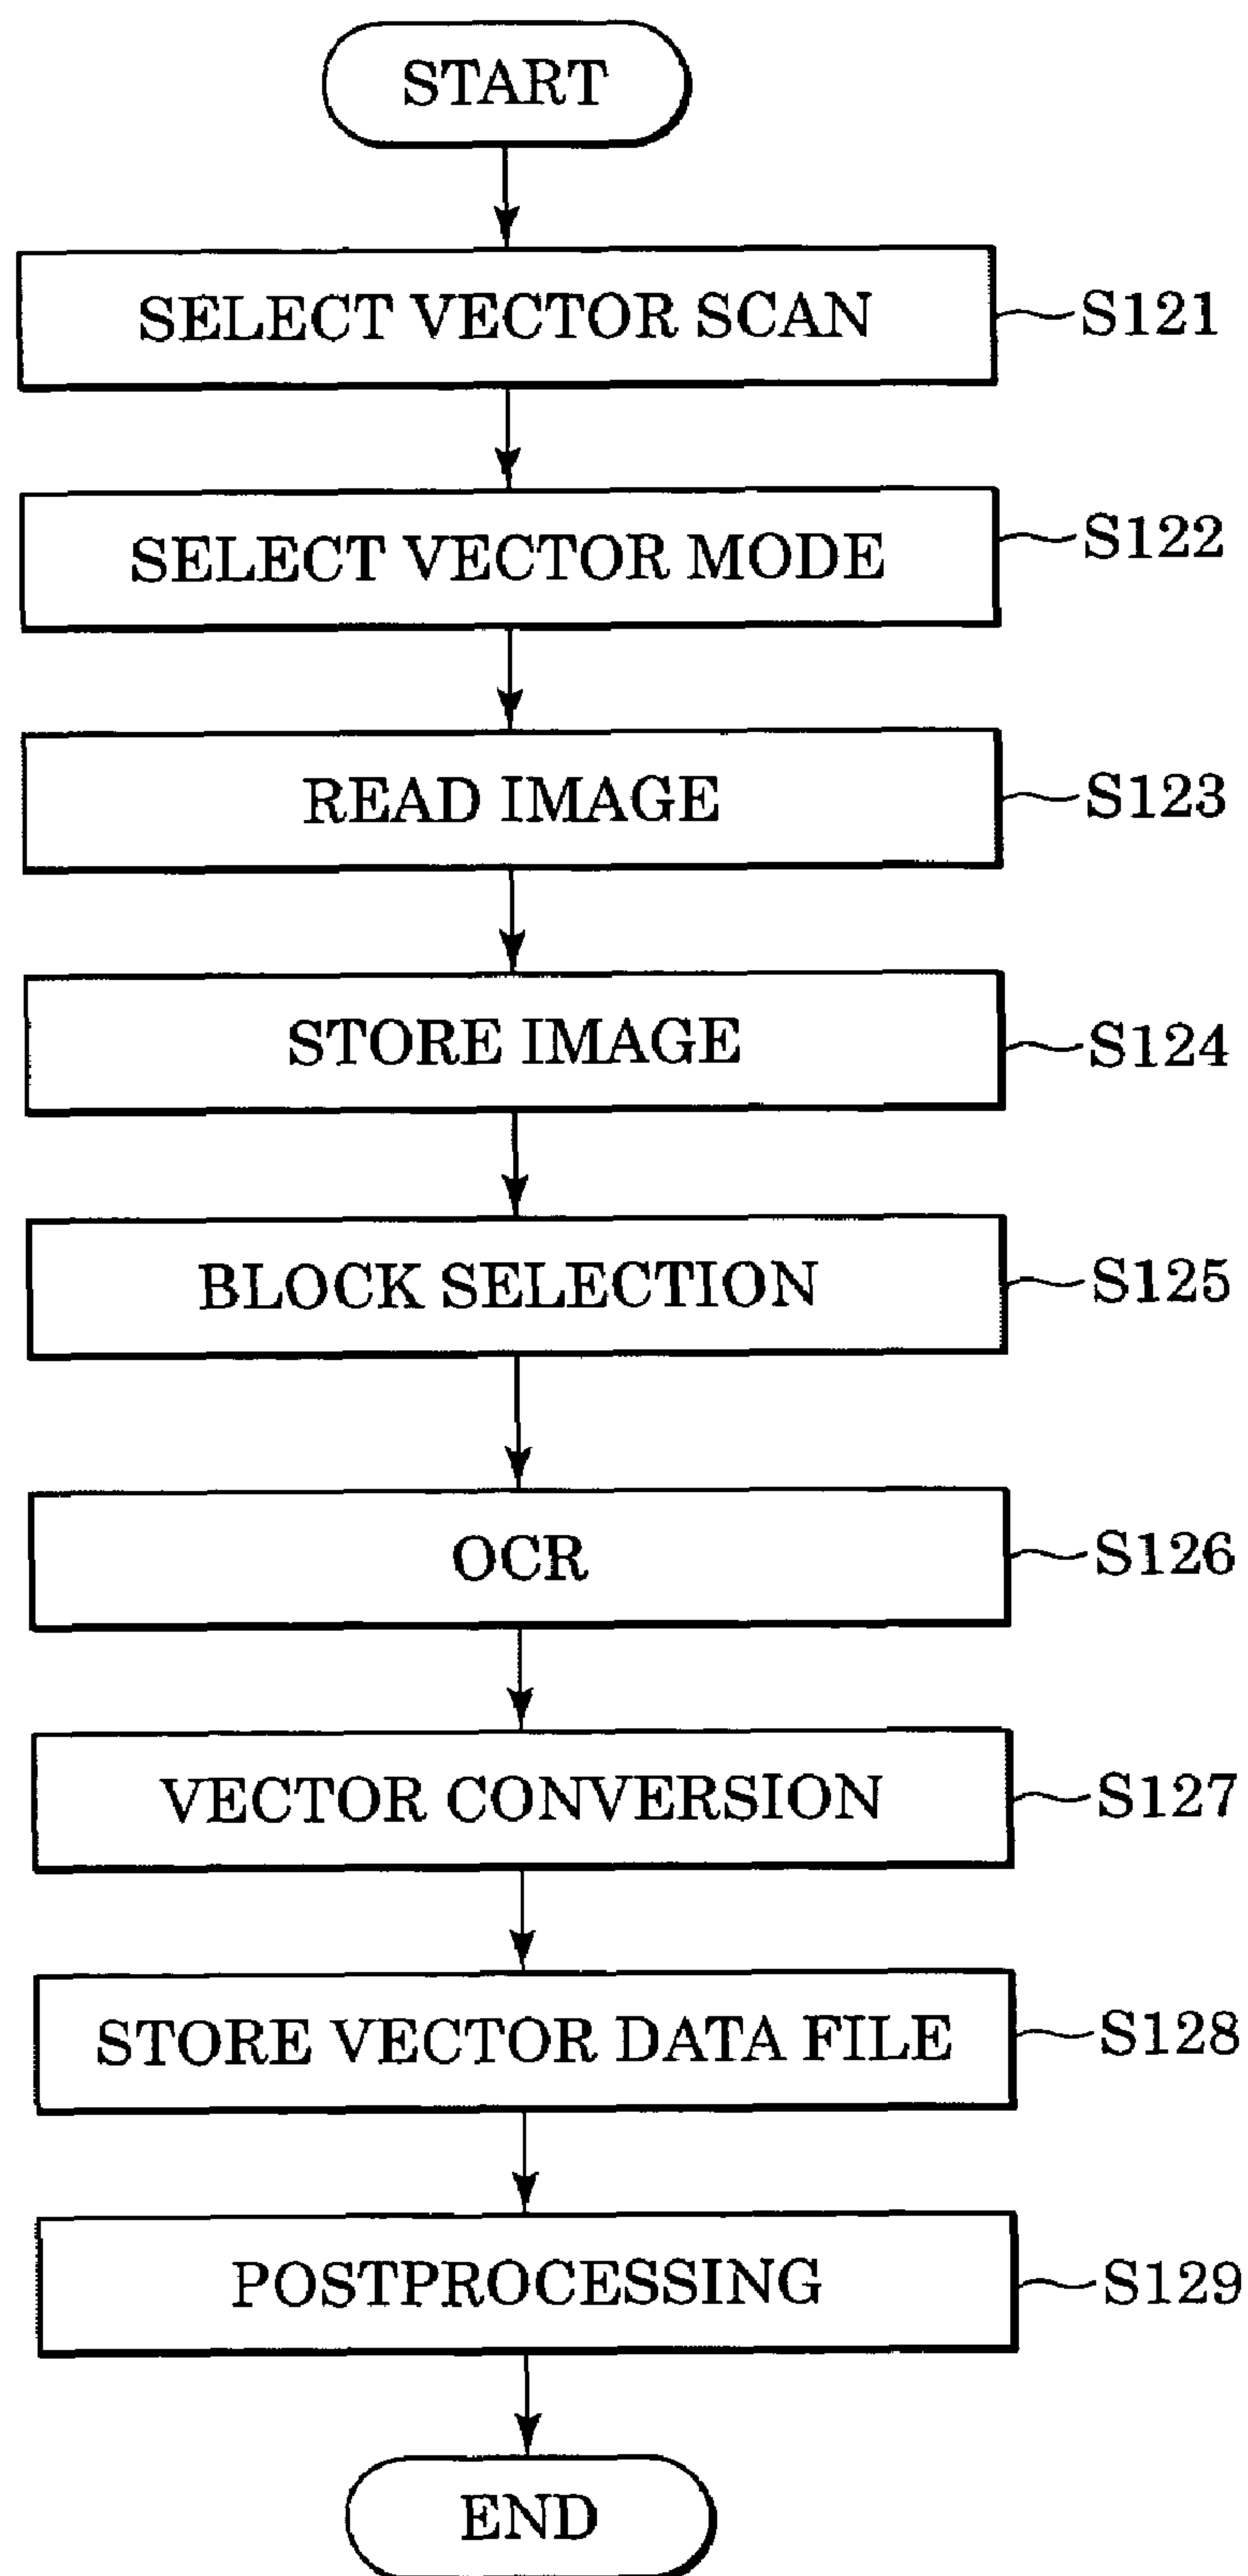 START
SELECT VECTOR SCAN
S121
SELECT VECTOR MODE
S122
READ IMAGE
S123
STORE IMAGE
S124
BLOCK SELECTION
S125
OCR
S126
VECTOR CONVERSION
S127
STORE VECTOR DATA FILE
S128
POSTPROCESSING
S129
END